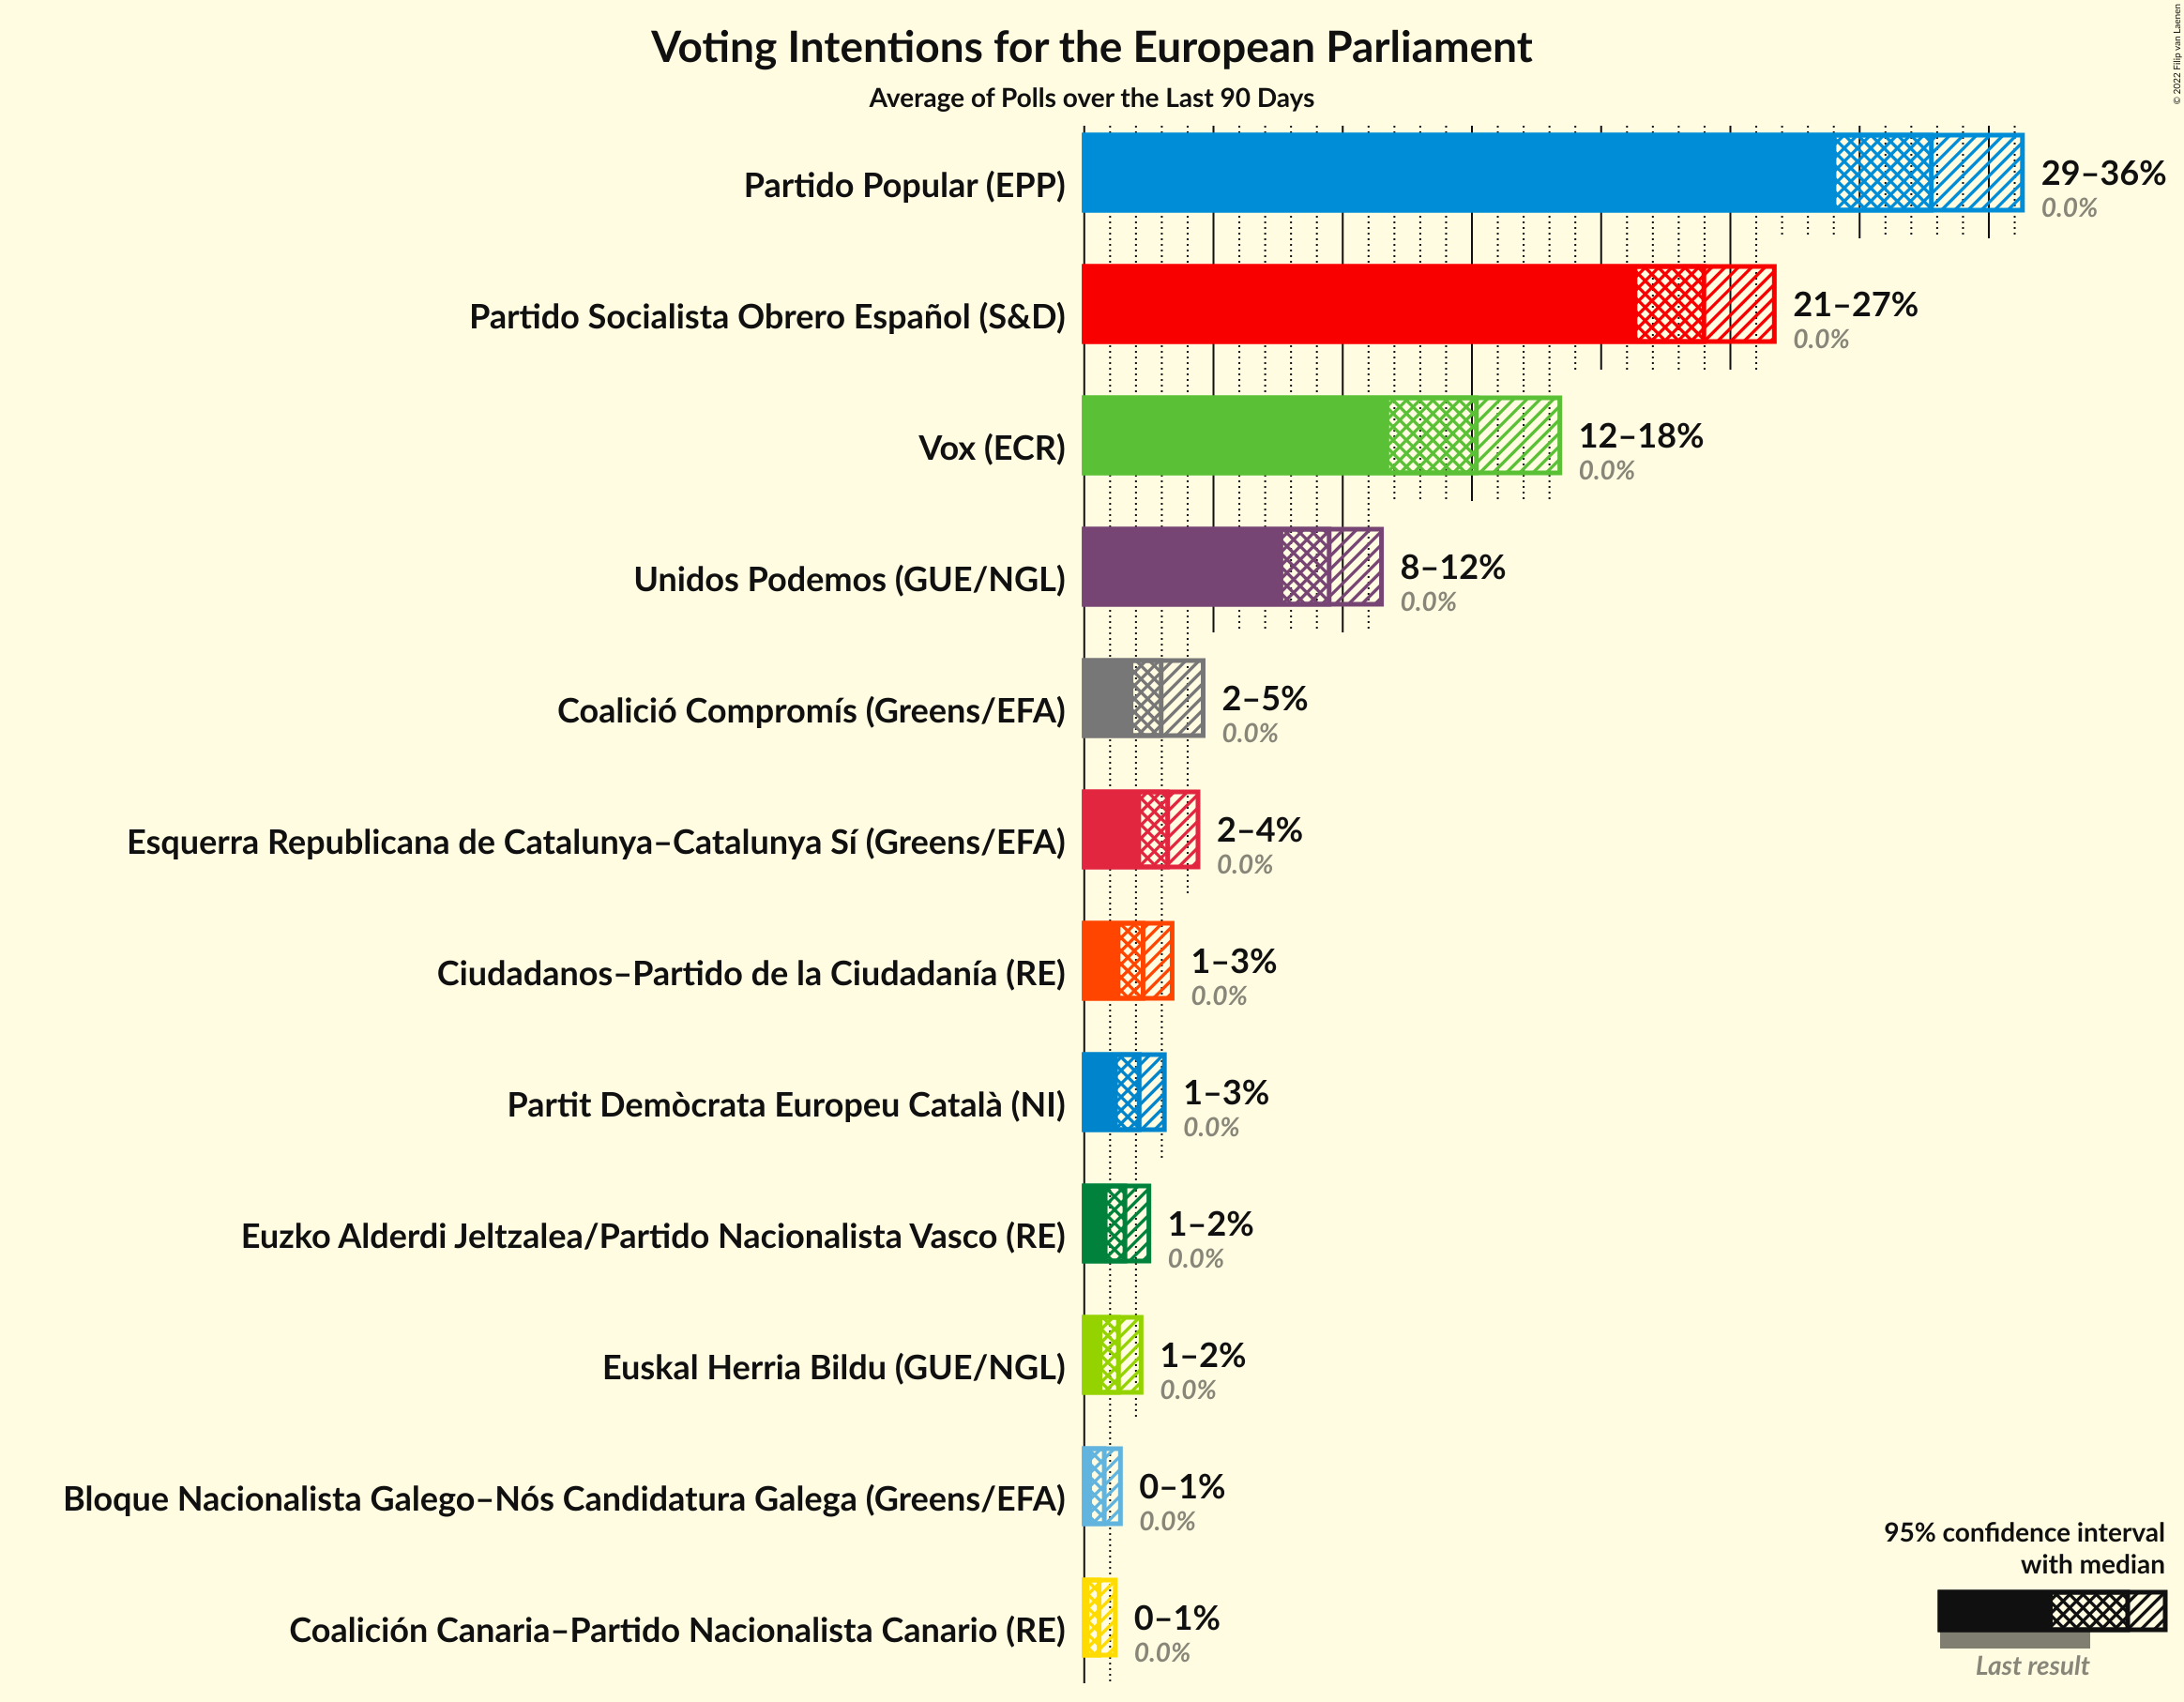 Voting Intentions for the European Parliament
Average of Polls over the Last 90 Days
© 2022 Filip van Laenen
Partido Popular (EPP)
29–36%
0.0%
Partido Socialista Obrero Español (S&D)
21–27%
0.0%
Vox (ECR)
12–18%
0.0%
Unidos Podemos (GUE/NGL)
8–12%
0.0%
Coalició Compromís (Greens/EFA)
2–5%
0.0%
Esquerra Republicana de Catalunya–Catalunya Sí (Greens/EFA)
2–4%
0.0%
Ciudadanos–Partido de la Ciudadanía (RE)
1–3%
0.0%
Partit Demòcrata Europeu Català (NI)
1–3%
0.0%
Euzko Alderdi Jeltzalea/Partido Nacionalista Vasco (RE)
1–2%
0.0%
Euskal Herria Bildu (GUE/NGL)
1–2%
0.0%
Bloque Nacionalista Galego–Nós Candidatura Galega (Greens/EFA)
0–1%
0.0%
Coalición Canaria–Partido Nacionalista Canario (RE)
0–1%
0.0%
95% confidence interval
with median
Last result